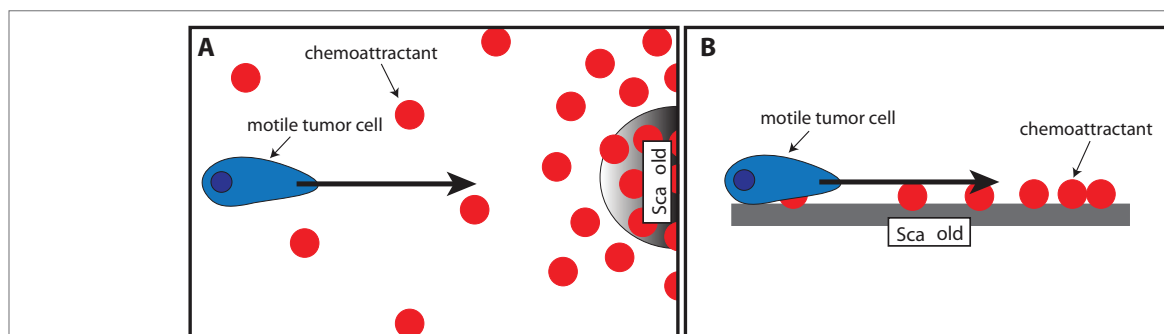 A
chemoattractant
motile tumor cell
Sca old
B
motile tumor cell
chemoattractant
Sca old